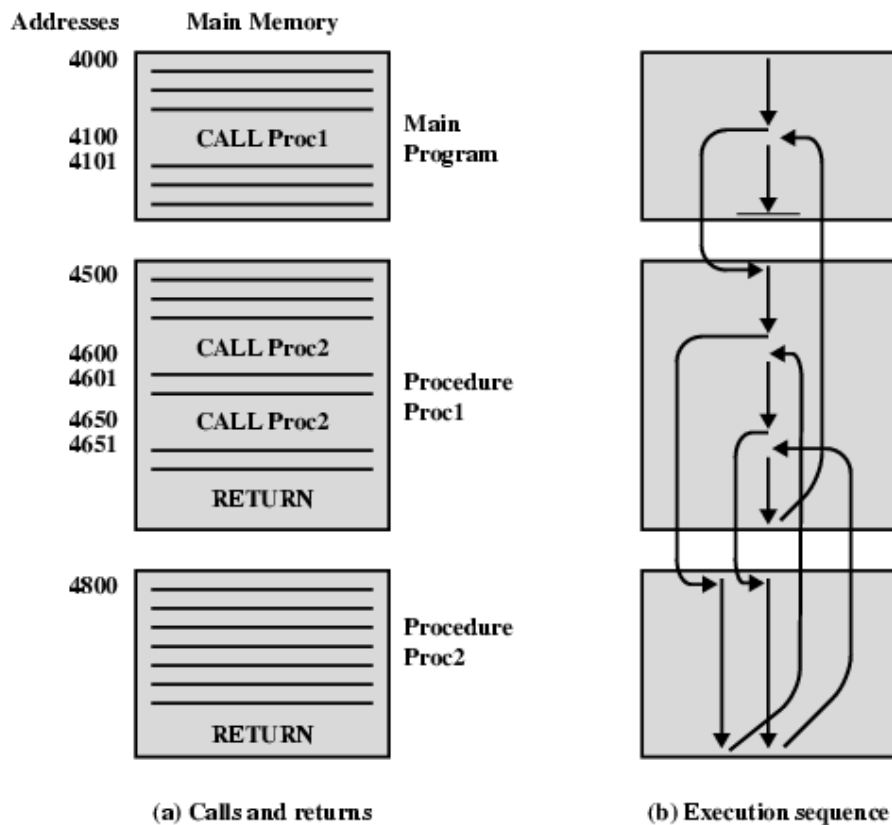 Addresses Main Memory
4000
4100 CALL Proc1
4101
Main
Program
4500
4600 CALL Proc2
4601
4650 CALL Proc2
4651
RETURN
Procedure
Proc1
4800
RETURN
Procedure
Proc2
(a) Calls and returns (b) Execution sequence